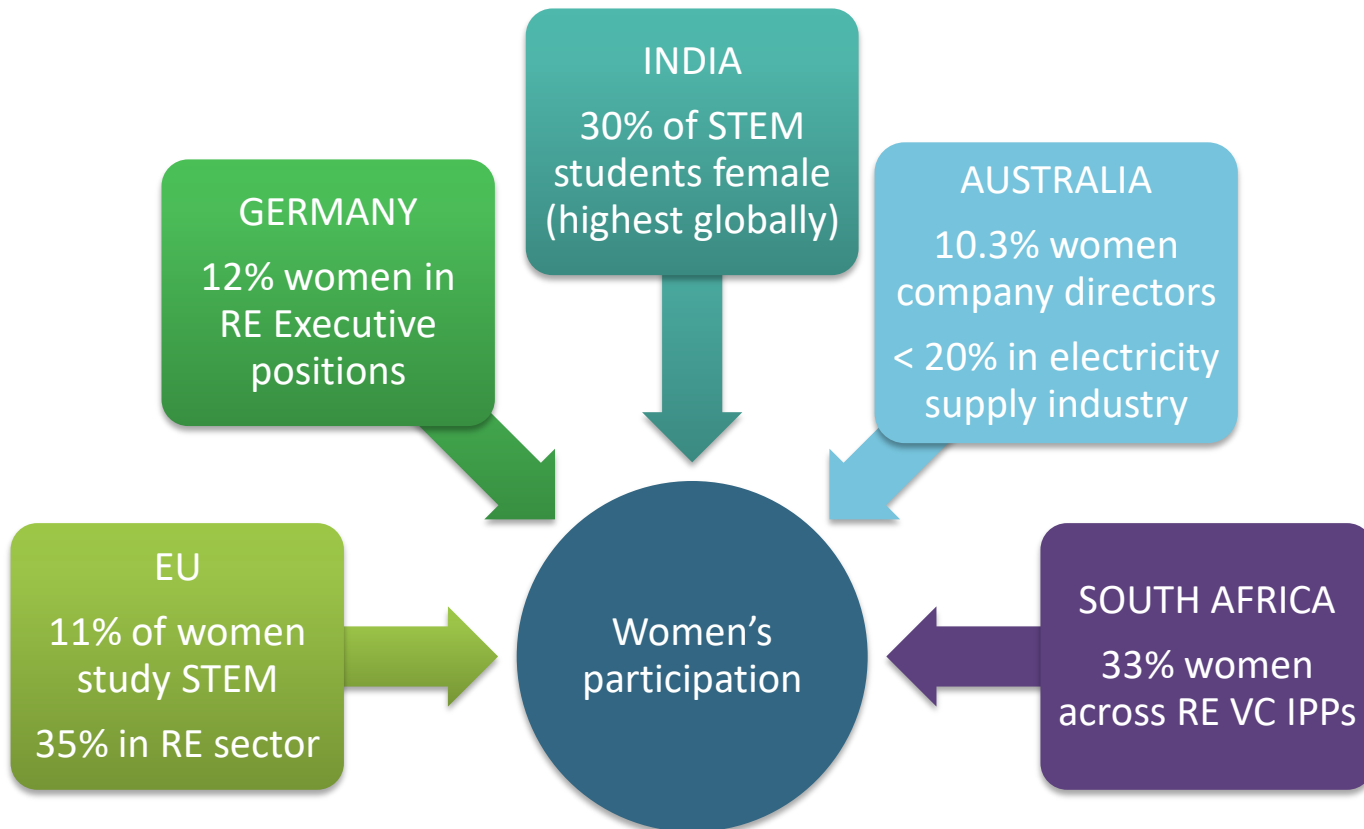 INDIA
30% of STEM
students female
(highest globally)
GERMANY
12% women in
RE Executive
positions
AUSTRALIA
10.3% women
company directors
< 20% in electricity
supply industry
EU
11% of women
study STEM
35% in RE sector
Women’s
participation
SOUTH AFRICA
33% women
across RE VC IPPs